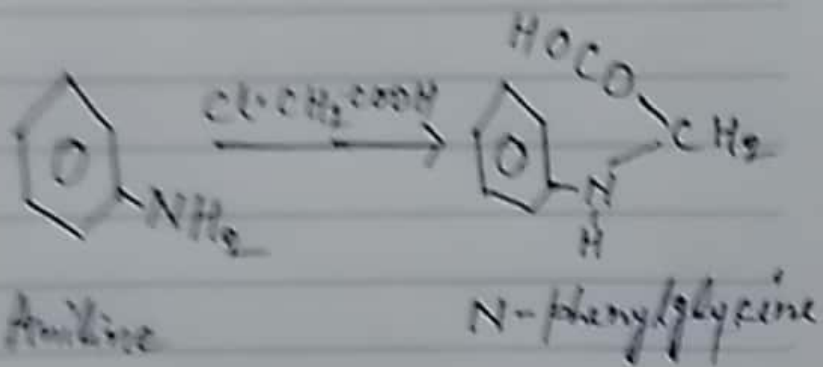 HOCO
Cl·CH₂COOH
CH₂
NH₂
N
H
Aniline
N-phenylglycine